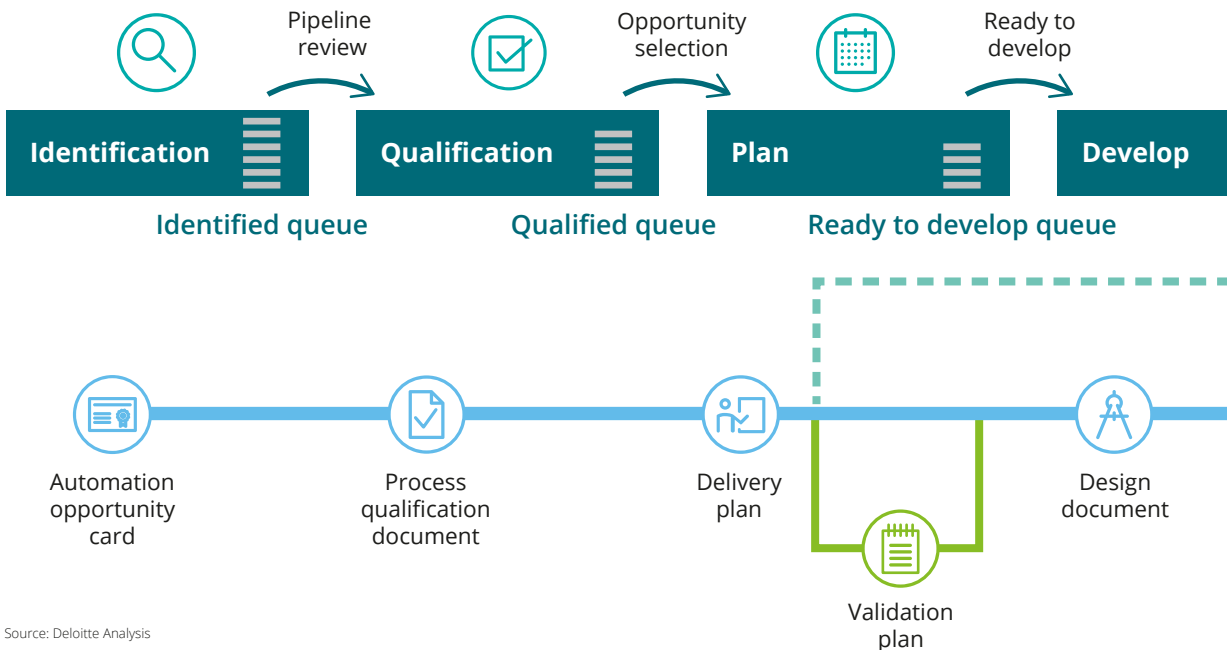 Pipeline
review
Opportunity
selection
Ready to
develop
Identification
Qualification
Plan
Develop
Identified queue
Qualified queue
Ready to develop queue
Automation
opportunity
card
Process
qualification
document
Delivery
plan
Design
document
Validation
plan
Source: Deloitte Analysis